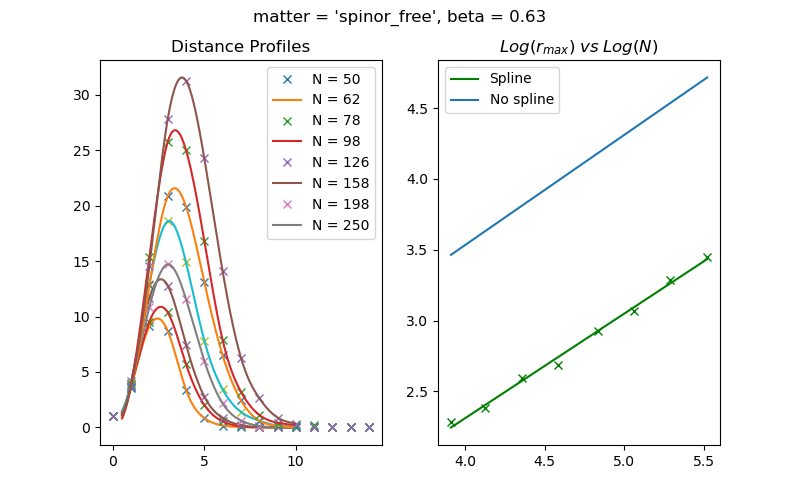 matter = 'spinor_free', beta = 0.63
Distance Profiles
30
25
20
15
10
5
0
0
5
10
N = 50
N = 62
N = 78
N = 98
N = 126
N = 158
N = 198
N = 250
Log(r_max) vs Log(N)
4.5
4.0
3.5
3.0
2.5
4.0
4.5
5.0
5.5
Spline
No spline